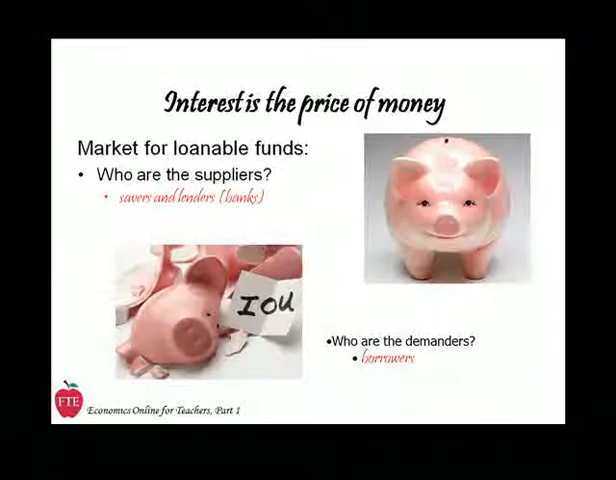 Interest is the price of money
Market for loanable funds:
• Who are the suppliers?
• savers and lenders (banks)
IOU
•Who are the demanders?
• borrowers
FTE
Economics Online for Teachers, Part 1